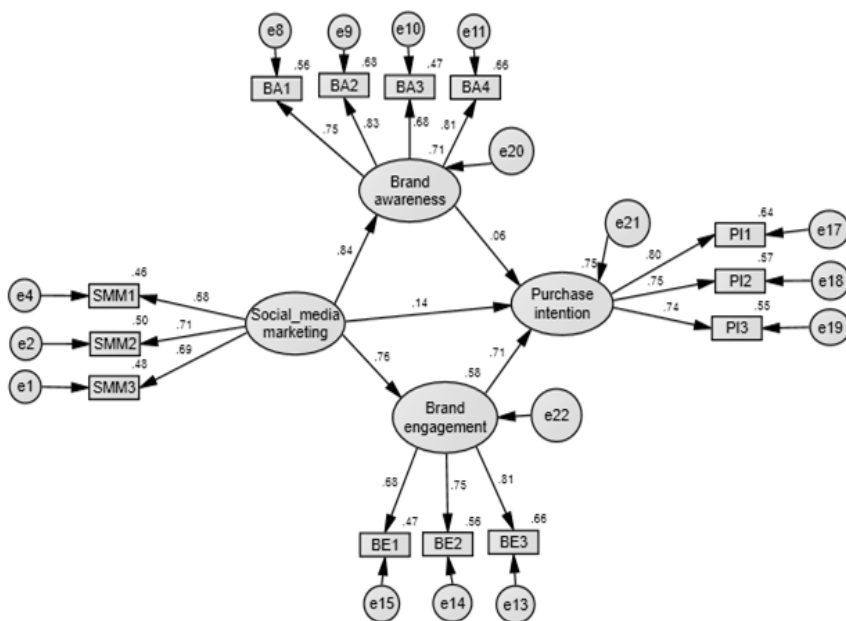 e8
e9
e10
e11
.56
.68
.47
.66
BA1
BA2
BA3
BA4
.75
.83
.68
.81
.71
e20
Brand
awareness
e21
.84
.06
.75
.64
PI1
e17
.80
.57
.75
PI2
e18
.74
.55
PI3
e19
Purchase
intention
.46
e4
SMM1
.68
.50
e2
SMM2
.71
.48
e1
SMM3
.69
Social_media
marketing
.14
.76
.71
.58
Brand
engagement
e22
.68
.75
.81
.47
.56
.66
BE1
BE2
BE3
e15
e14
e13